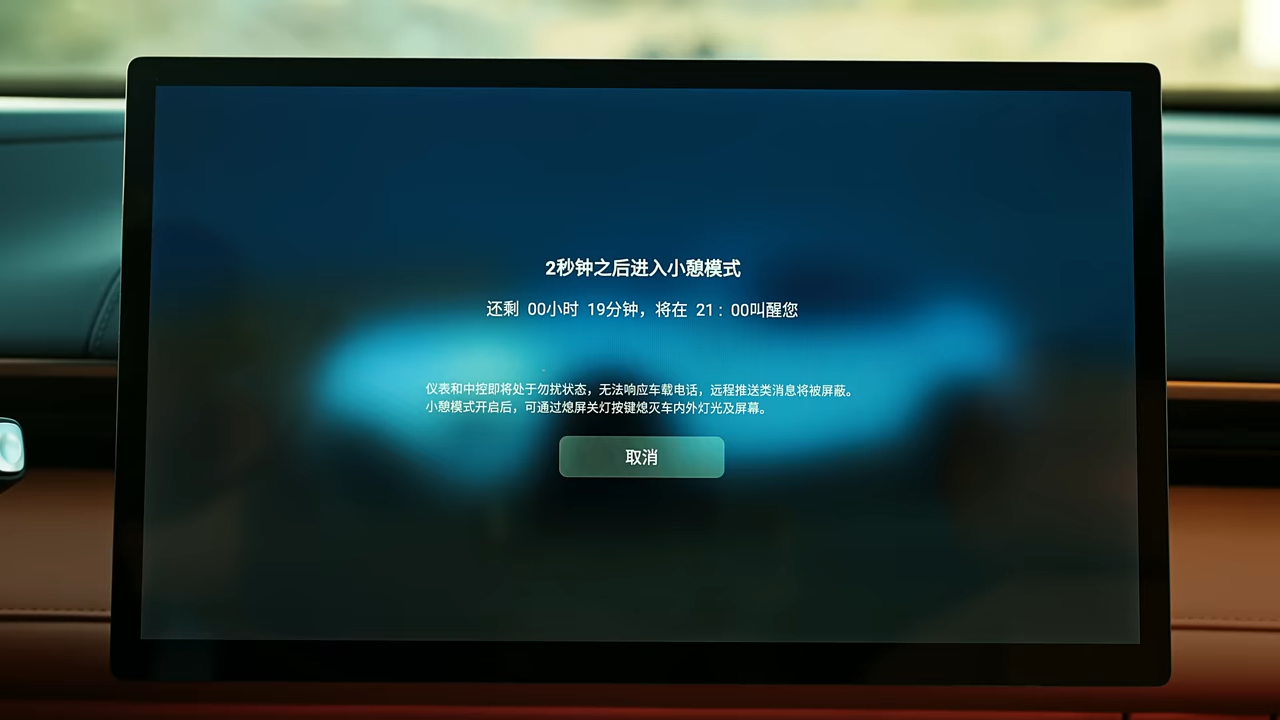 2秒钟之后进入小憩模式
还剩 00小时 19分钟，将在 21：00叫醒您
仪表和中控即将处于勿扰状态，无法响应车载电话，远程推送类消息将被屏蔽。
小憩模式开启后，可通过熄屏关灯按键熄灭车内外灯光及屏幕。
取消